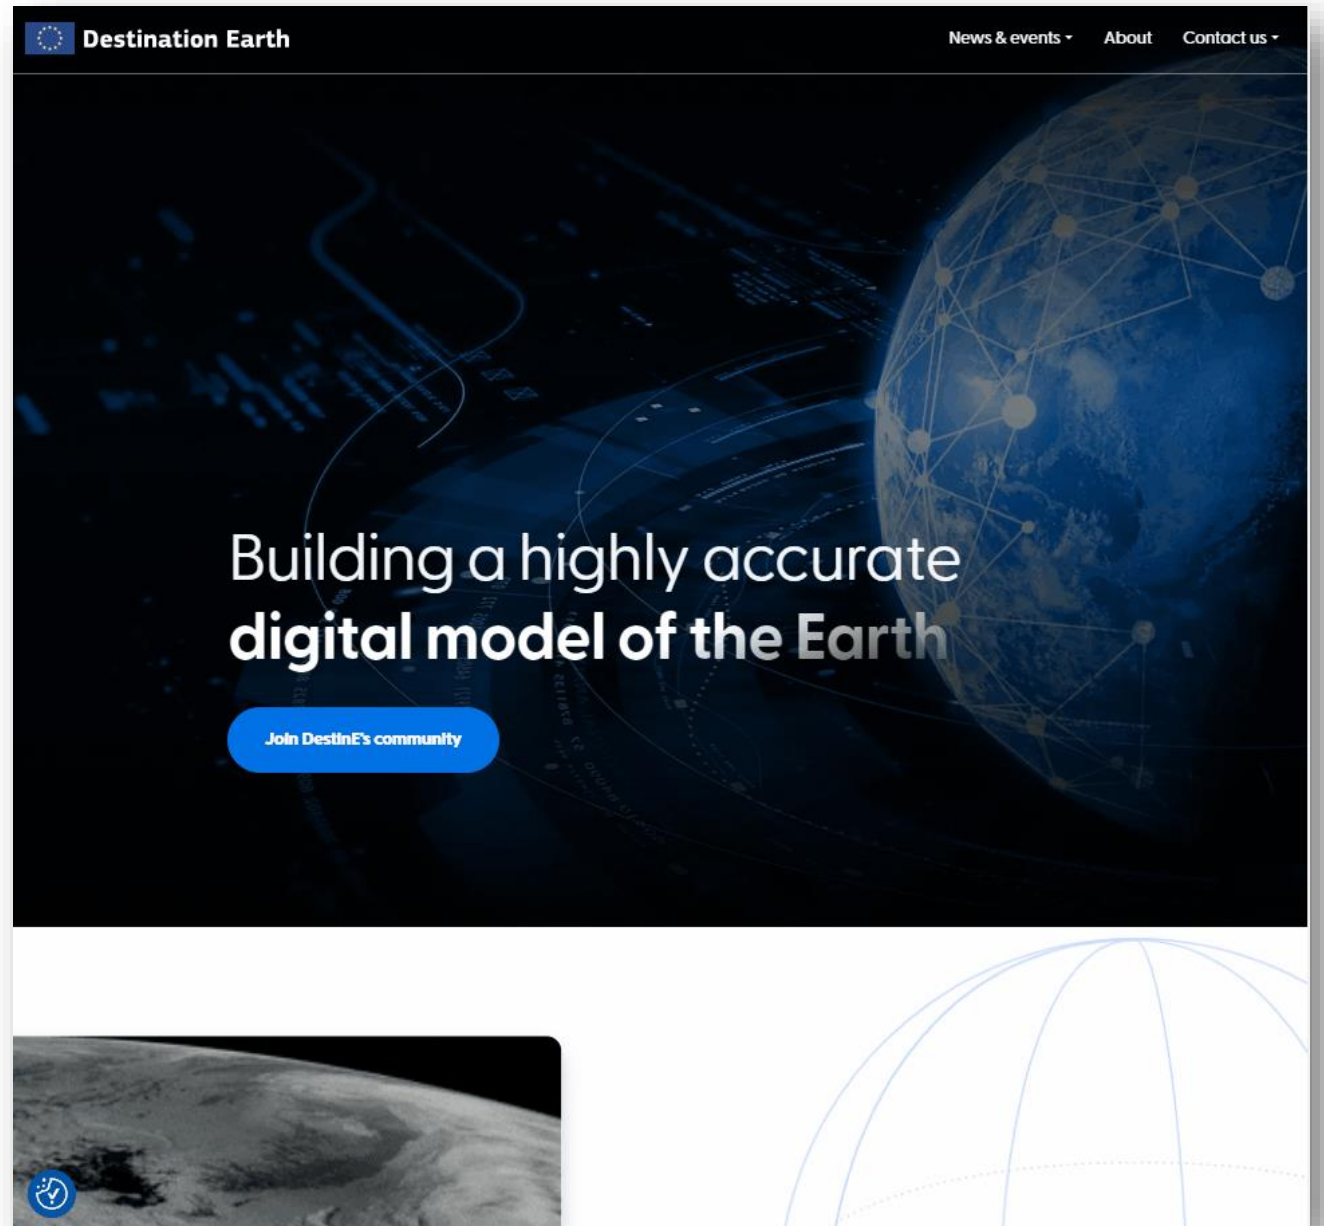 Destination Earth
News & events
About
Contact us
Building a highly accurate
digital model of the Earth
Join DestinE's community